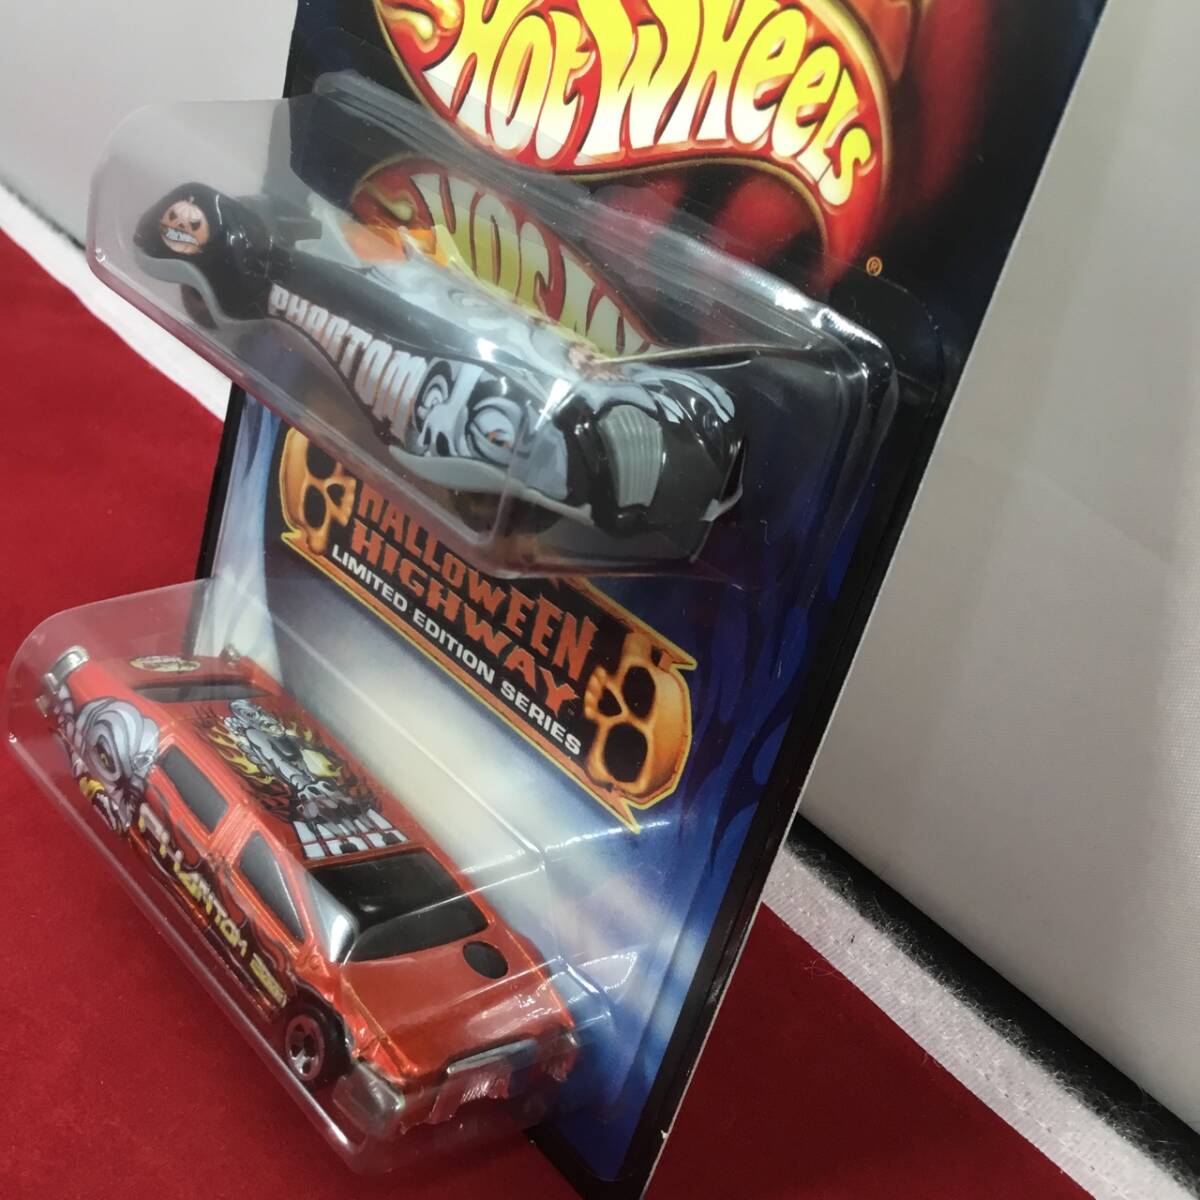 Hot Wheels
®
PHANTOM
HALLOWEEN
HIGHWAY
LIMITED EDITION SERIES
PHANTOM